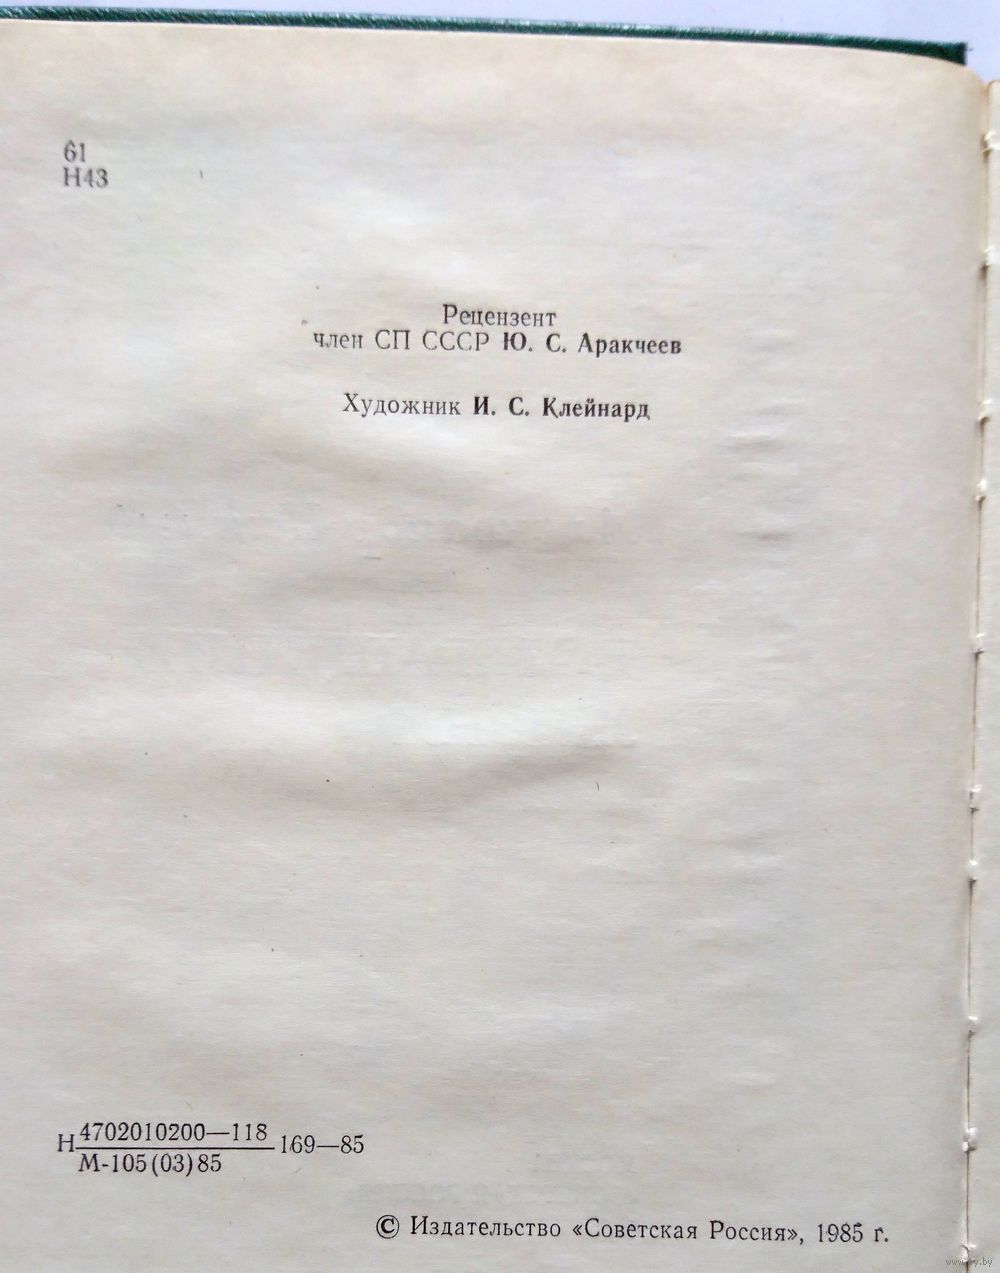 61
Н43
Рецензент
член СП СССР Ю. С. Аракчеев
Художник И. С. Клейнард
Н 4702010200—118 169—85
М-105(03)85
© Издательство «Советская Россия», 1985 г.